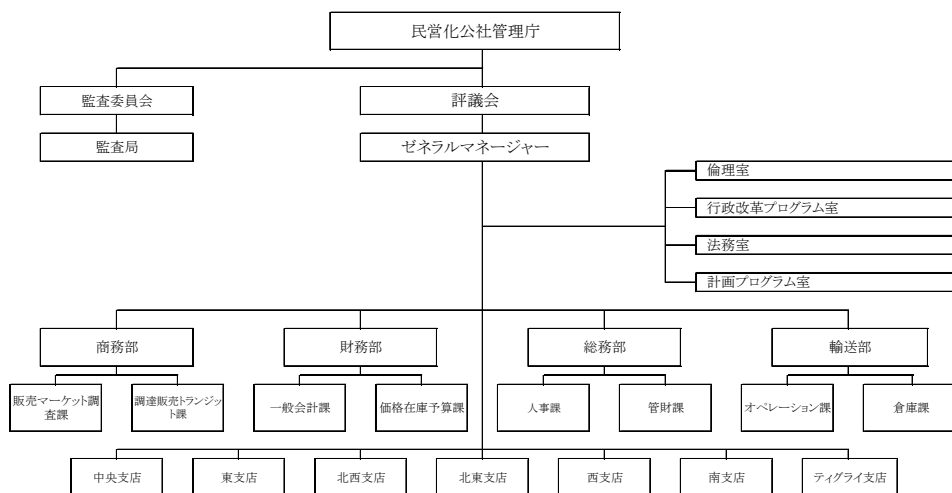 民営化公社管理庁
監査委員会
評議会
監査局
ゼネラルマネージャー
倫理室
行政改革プログラム室
法務室
計画プログラム室
商務部
財務部
総務部
輸送部
販売マーケット調
査課
調達販売トランジッ
ト課
一般会計課
価格在庫予算課
人事課
管財課
オペレーション課
倉庫課
中央支店
東支店
北西支店
北東支店
西支店
南支店
ティグライ支店